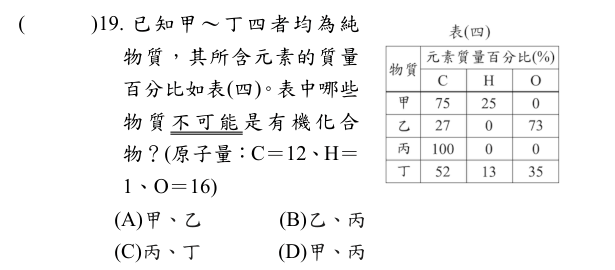 (　　)19. 已知甲～丁四者均為純
物質，其所含元素的質量
百分比如表(四)。表中哪些
物質不可能是有機化合
物？(原子量：C＝12、H＝
1、O＝16)
(A)甲、乙　(B)乙、丙
(C)丙、丁　(D)甲、丙
表(四)
物質　元素質量百分比(%)
C　H　O
甲　75　25　0
乙　27　0　73
丙　100　0　0
丁　52　13　35